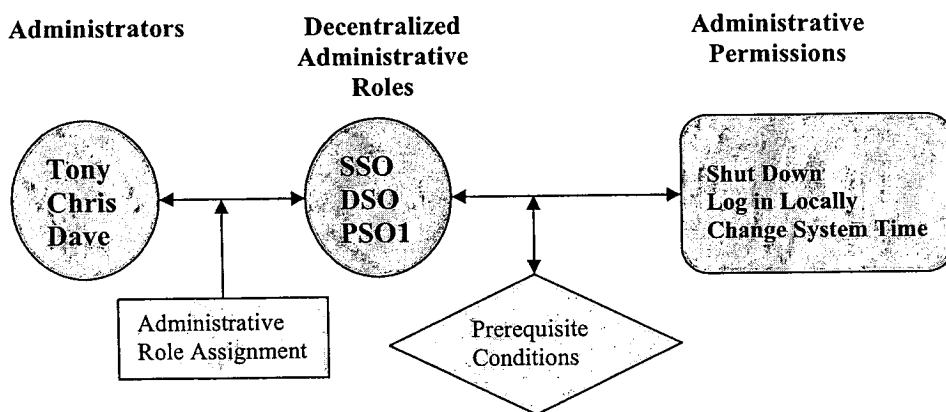 Administrators
Decentralized
Administrative
Roles
Administrative
Permissions
Tony
Chris
Dave
SSO
DSO
PSO1
Shut Down
Log in Locally
Change System Time
Administrative
Role Assignment
Prerequisite
Conditions